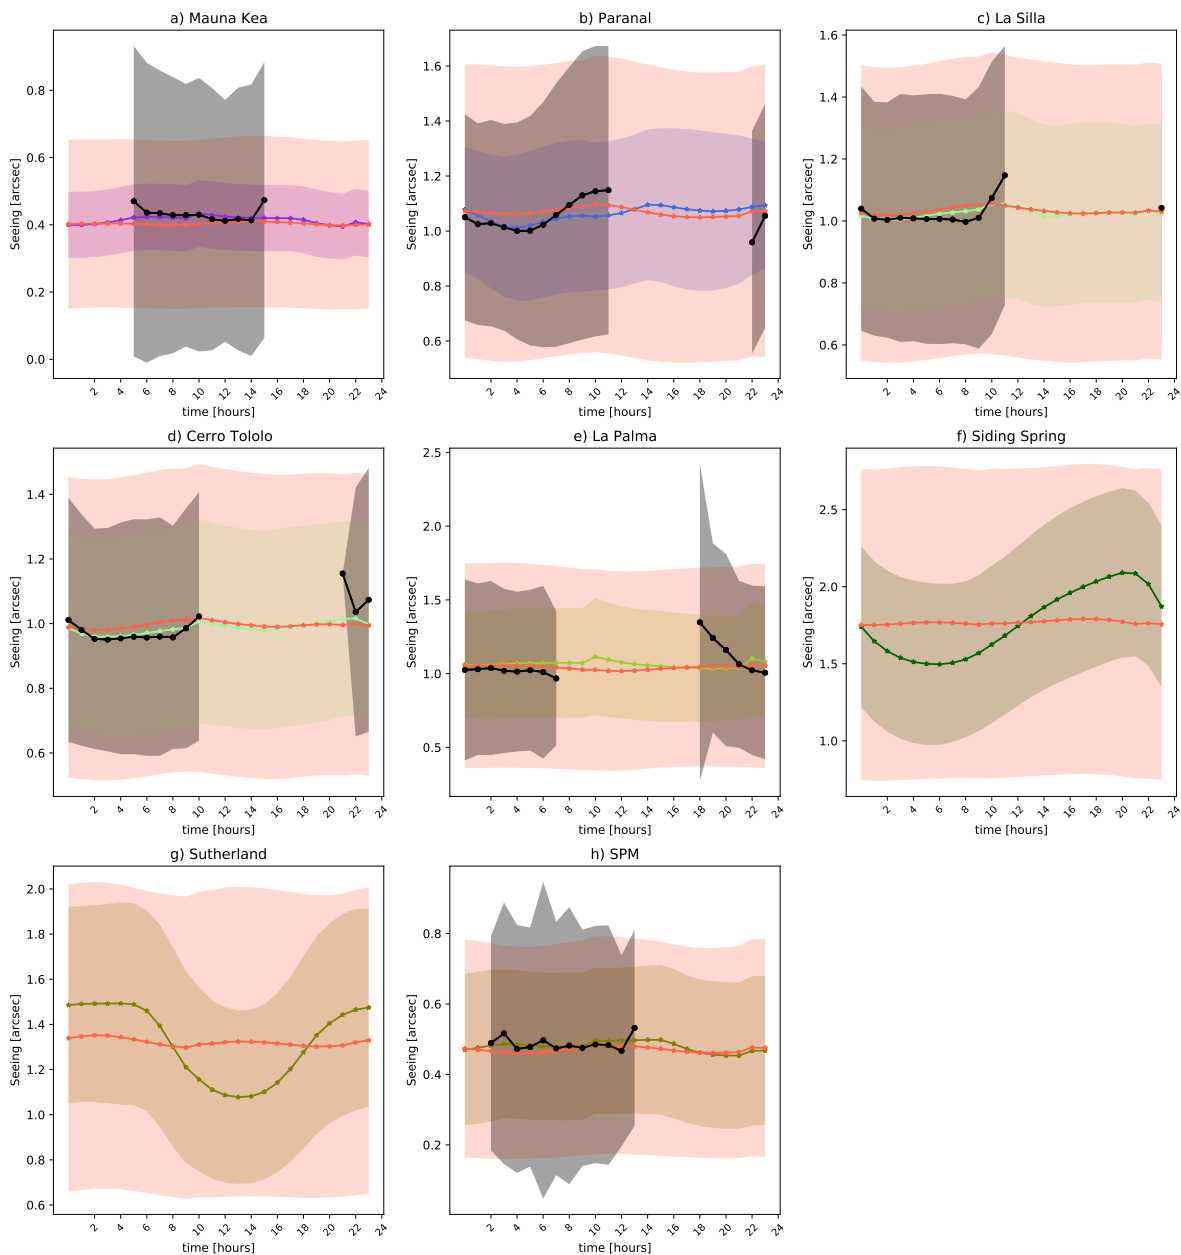 a) Mauna Kea
Seeing [arcsec]
0.8
0.6
0.4
0.2
0.0
2 4 6 8 10 12 14 16 18 20 22 24
time [hours]
b) Paranal
Seeing [arcsec]
1.6
1.4
1.2
1.0
0.8
0.6
2 4 6 8 10 12 14 16 18 20 22 24
time [hours]
c) La Silla
Seeing [arcsec]
1.6
1.4
1.2
1.0
0.8
0.6
2 4 6 8 10 12 14 16 18 20 22 24
time [hours]
d) Cerro Tololo
Seeing [arcsec]
1.4
1.2
1.0
0.8
0.6
2 4 6 8 10 12 14 16 18 20 22 24
time [hours]
e) La Palma
Seeing [arcsec]
2.5
2.0
1.5
1.0
0.5
2 4 6 8 10 12 14 16 18 20 22 24
time [hours]
f) Siding Spring
Seeing [arcsec]
2.5
2.0
1.5
1.0
2 4 6 8 10 12 14 16 18 20 22 24
time [hours]
g) Sutherland
Seeing [arcsec]
2.0
1.8
1.6
1.4
1.2
1.0
0.8
0.6
2 4 6 8 10 12 14 16 18 20 22 24
time [hours]
h) SPM
Seeing [arcsec]
0.8
0.6
0.4
0.2
2 4 6 8 10 12 14 16 18 20 22 24
time [hours]